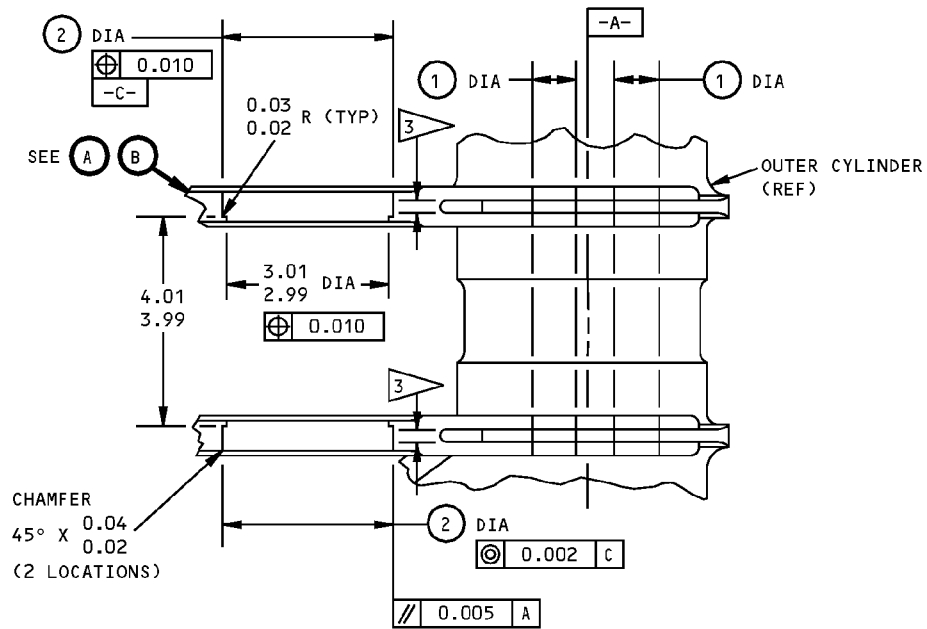 2 DIA
⌖ 0.010
-C-
-A-
1 DIA
1 DIA
0.03
0.02 R (TYP)
3
SEE A B
OUTER CYLINDER
(REF)
4.01
3.99
3.01
2.99 DIA
⌖ 0.010
3
CHAMFER
45° X 0.04
0.02
(2 LOCATIONS)
2 DIA
◎ 0.002 C
// 0.005 A